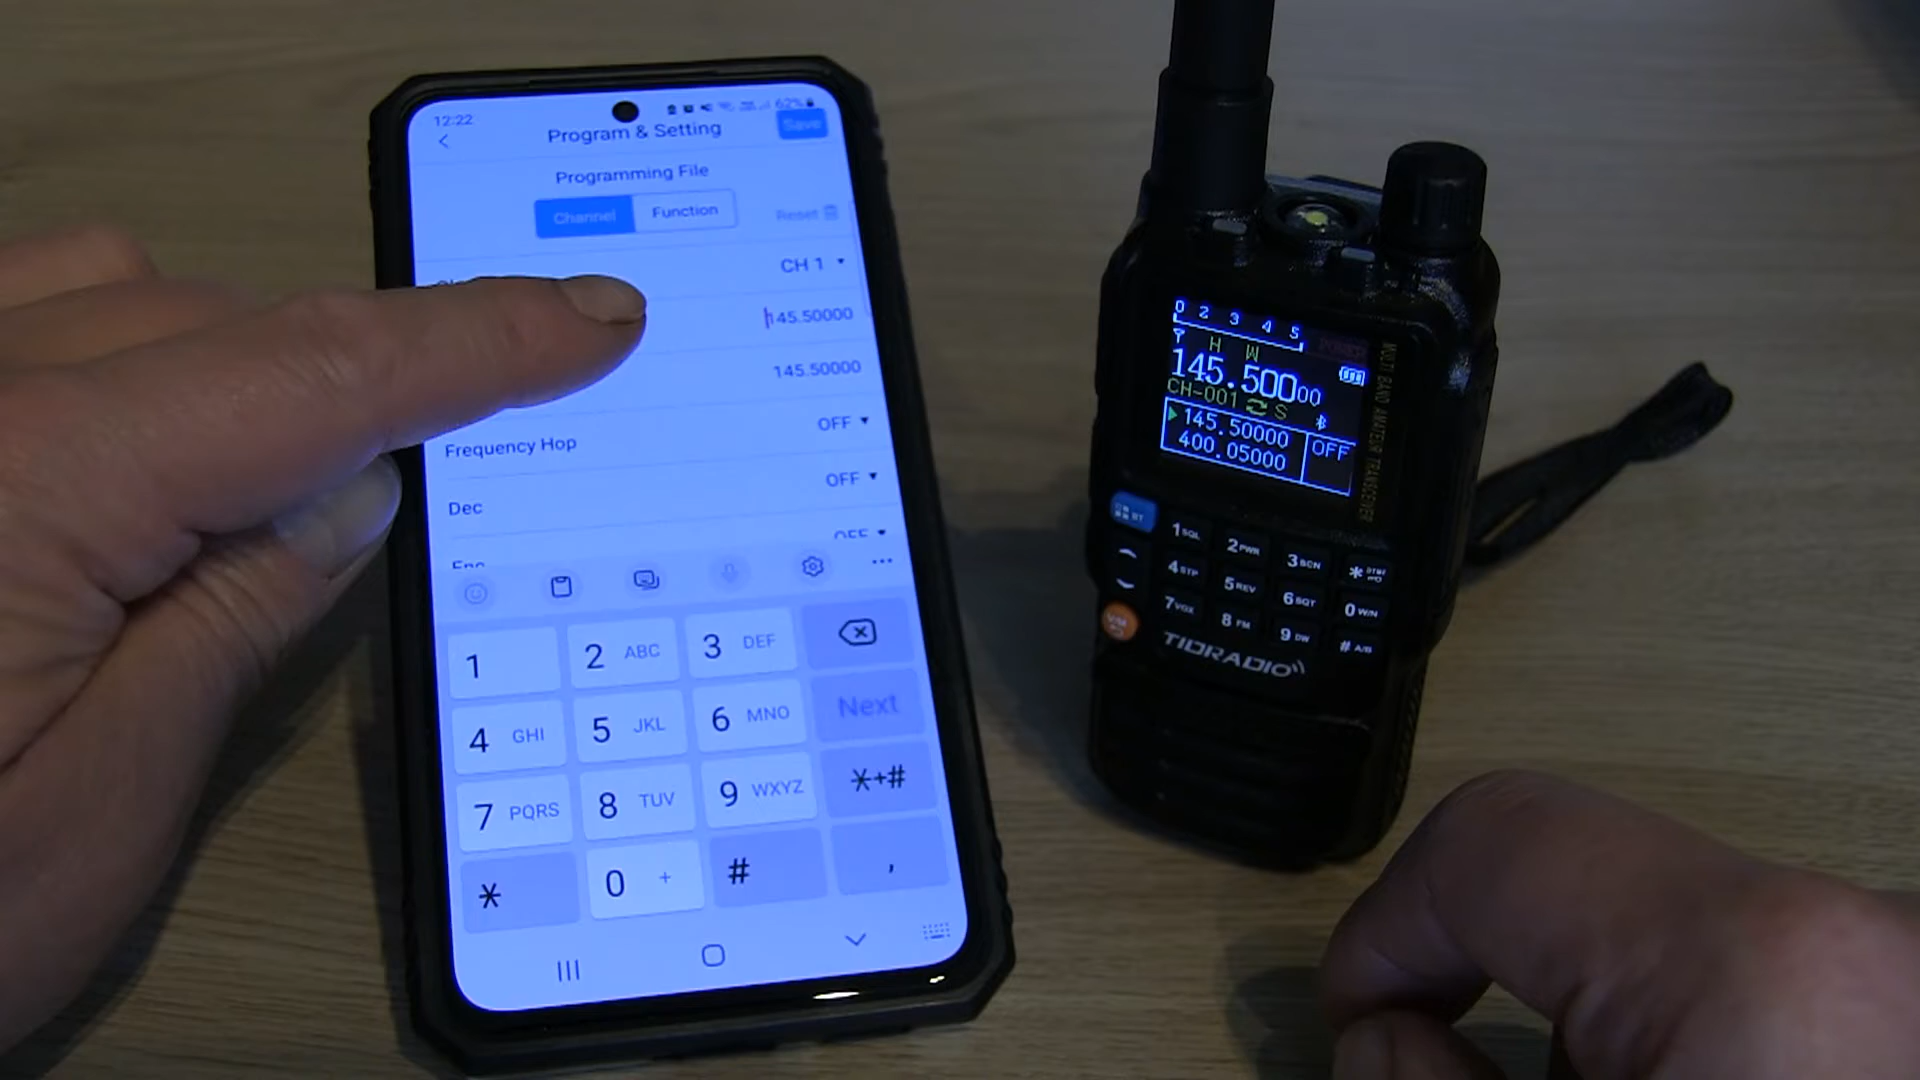 12:22
62%
Program & Setting
Save
Programming File
Channel
Function
Reset
CH 1
145.50000
145.50000
Frequency Hop
OFF
Dec
OFF
1
2 ABC
3 DEF
4 GHI
5 JKL
6 MNO
Next
7 PQRS
8 TUV
9 WXYZ
*+#
*
0 +
#
,
0 2 3 4 5
H W
145.50000
CH-001 S
145.50000
OFF
400.05000
MULTI BAND AMATEUR TRANSCEIVER
BT
1 SQL
2 PWR
3 SCN
* DTMF
4 STP
5 REV
6 SQT
0 W/N
V/M
7 VOX
8 FM
9 DW
# A/B
TIDRADIO